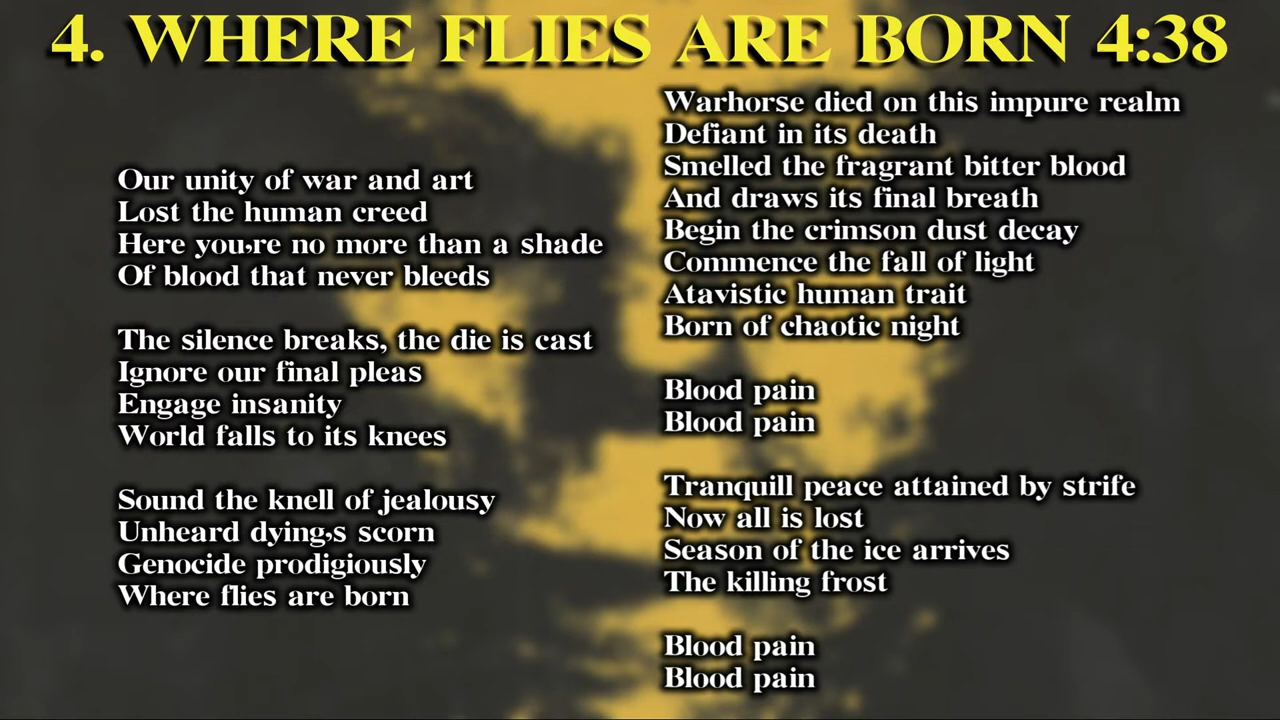 4. WHERE FLIES ARE BORN 4:38
Our unity of war and art
Lost the human creed
Here you,re no more than a shade
Of blood that never bleeds
The silence breaks, the die is cast
Ignore our final pleas
Engage insanity
World falls to its knees
Sound the knell of jealousy
Unheard dying,s scorn
Genocide prodigiously
Where flies are born
Warhorse died on this impure realm
Defiant in its death
Smelled the fragrant bitter blood
And draws its final breath
Begin the crimson dust decay
Commence the fall of light
Atavistic human trait
Born of chaotic night
Blood pain
Blood pain
Tranquill peace attained by strife
Now all is lost
Season of the ice arrives
The killing frost
Blood pain
Blood pain